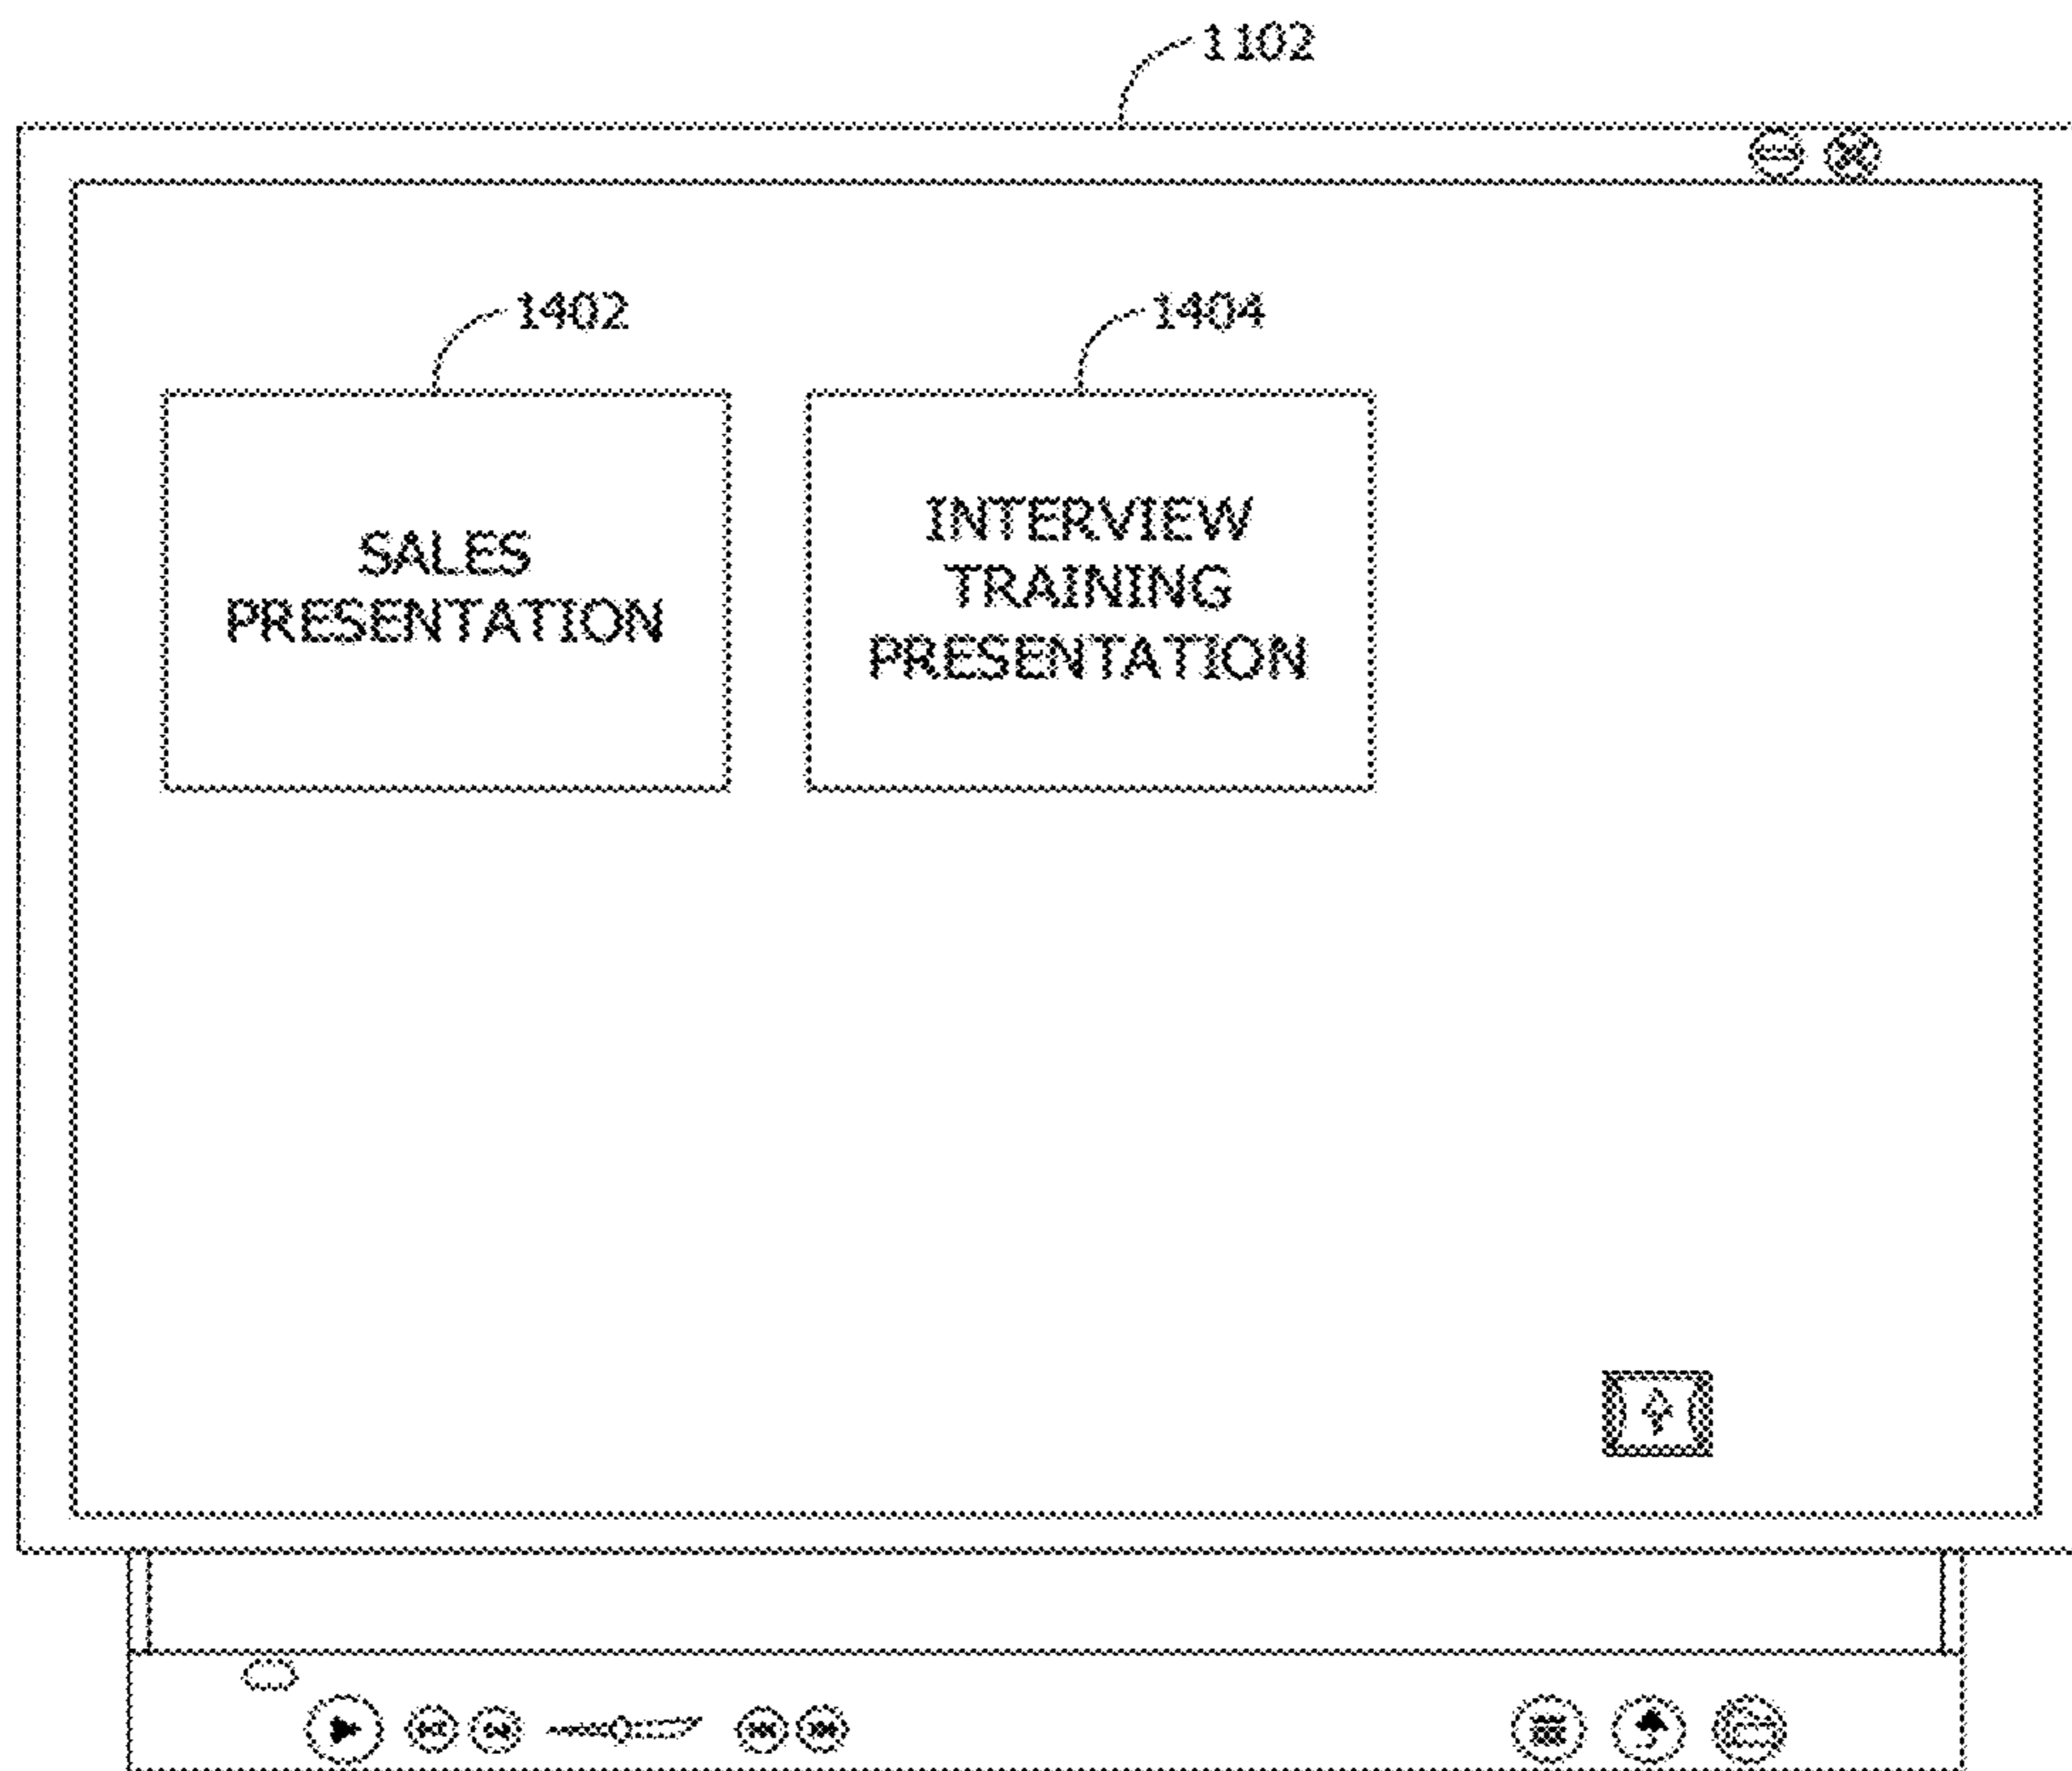 1102
1402
1404
SALES
PRESENTATION
INTERVIEW
TRAINING
PRESENTATION